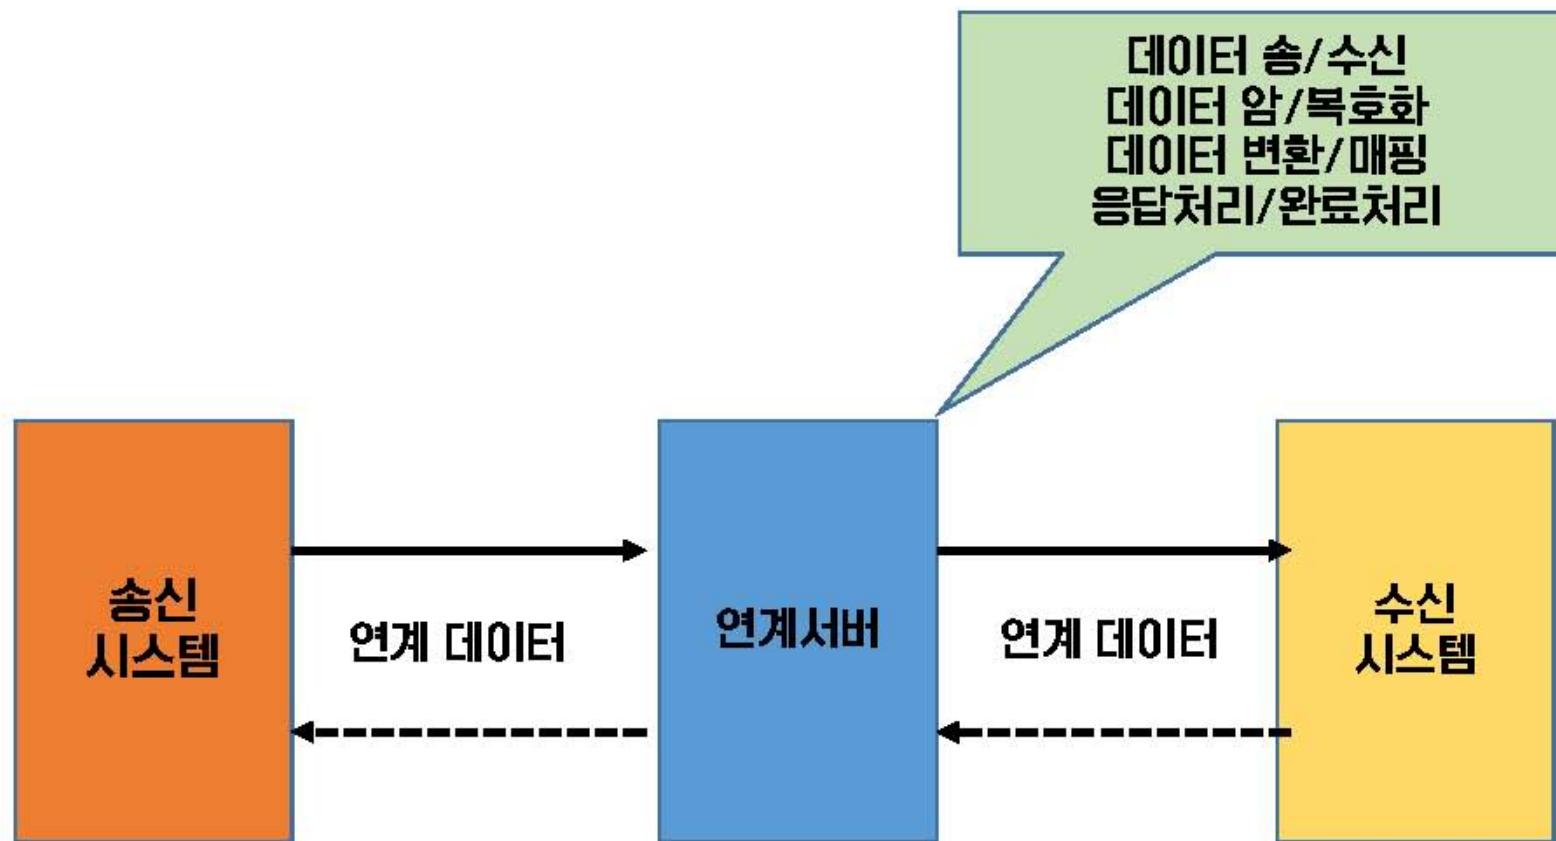 데이터 송/수신
데이터 암/복호화
데이터 변환/매핑
응답처리/완료처리
송신
시스템
연계 데이터
연계서버
연계 데이터
수신
시스템